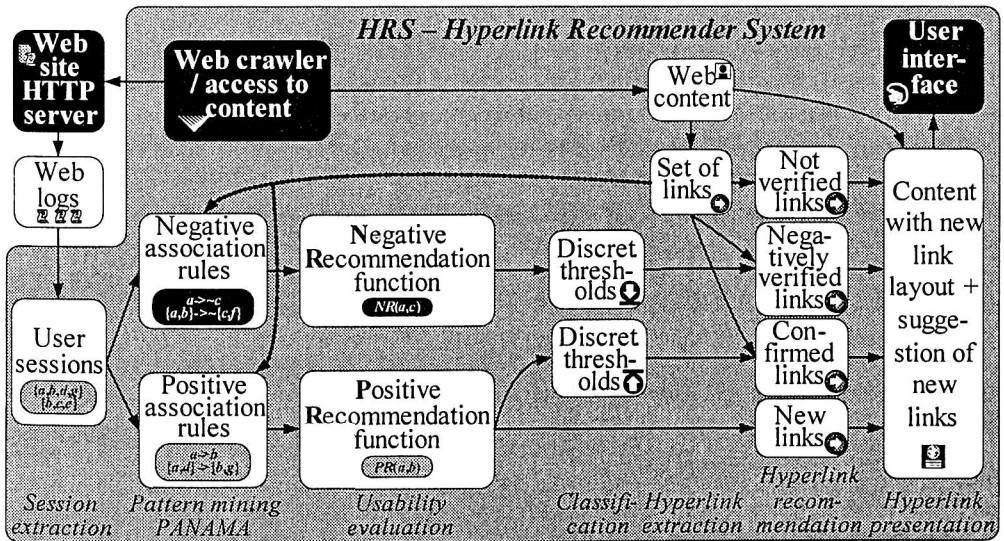 HRS – Hyperlink Recommender System
Web
site
HTTP
server
Web crawler
/ access to
content
Web
content
User
inter-
face
Web
logs
Set of
links
Not
verified
links
Content
with new
link
layout +
sugge-
stion of
new
links
Negative
association
rules
a->~c
{a,b}->~{c,f}
Negative
Recommendation
function
NR(a,c)
Discret
thresh-
olds
Nega-
tively
verified
links
User
sessions
{a,b,d,g}
{b,c,e}
Positive
association
rules
a->b
{a,d}->{b,g}
Positive
Recommendation
function
PR(a,b)
Discret
thresh-
olds
Con-
firmed
links
New
links
Session
extraction
Pattern mining
PANAMA
Usability
evaluation
Classifi-
cation
Hyperlink
extraction
Hyperlink
recom-
mendation
Hyperlink
presentation